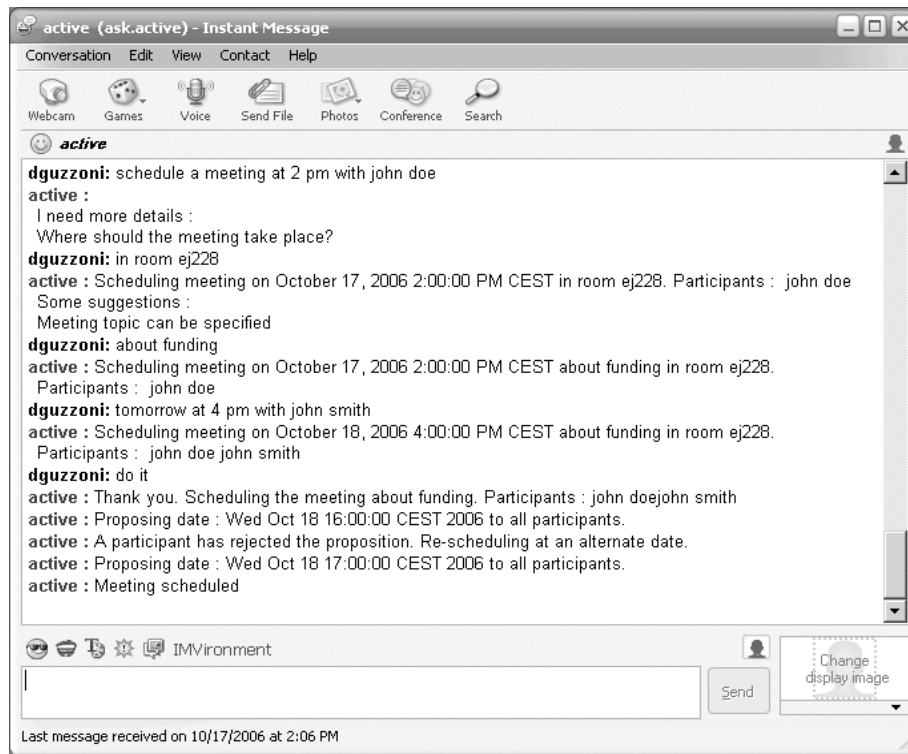 active (ask.active) - Instant Message
Conversation Edit View Contact Help
Webcam Games Voice Send File Photos Conference Search
active
dguzzoni: schedule a meeting at 2 pm with john doe
active :
I need more details :
Where should the meeting take place?
dguzzoni: in room ej228
active : Scheduling meeting on October 17, 2006 2:00:00 PM CEST in room ej228. Participants : john doe
Some suggestions :
Meeting topic can be specified
dguzzoni: about funding
active : Scheduling meeting on October 17, 2006 2:00:00 PM CEST about funding in room ej228.
Participants : john doe
dguzzoni: tomorrow at 4 pm with john smith
active : Scheduling meeting on October 18, 2006 4:00:00 PM CEST about funding in room ej228.
Participants : john doe john smith
dguzzoni: do it
active : Thank you. Scheduling the meeting about funding. Participants : john doejohn smith
active : Proposing date : Wed Oct 18 16:00:00 CEST 2006 to all participants.
active : A participant has rejected the proposition. Re-scheduling at an alternate date.
active : Proposing date : Wed Oct 18 17:00:00 CEST 2006 to all participants.
active : Meeting scheduled
IMVironment
Change
display image
Send
Last message received on 10/17/2006 at 2:06 PM